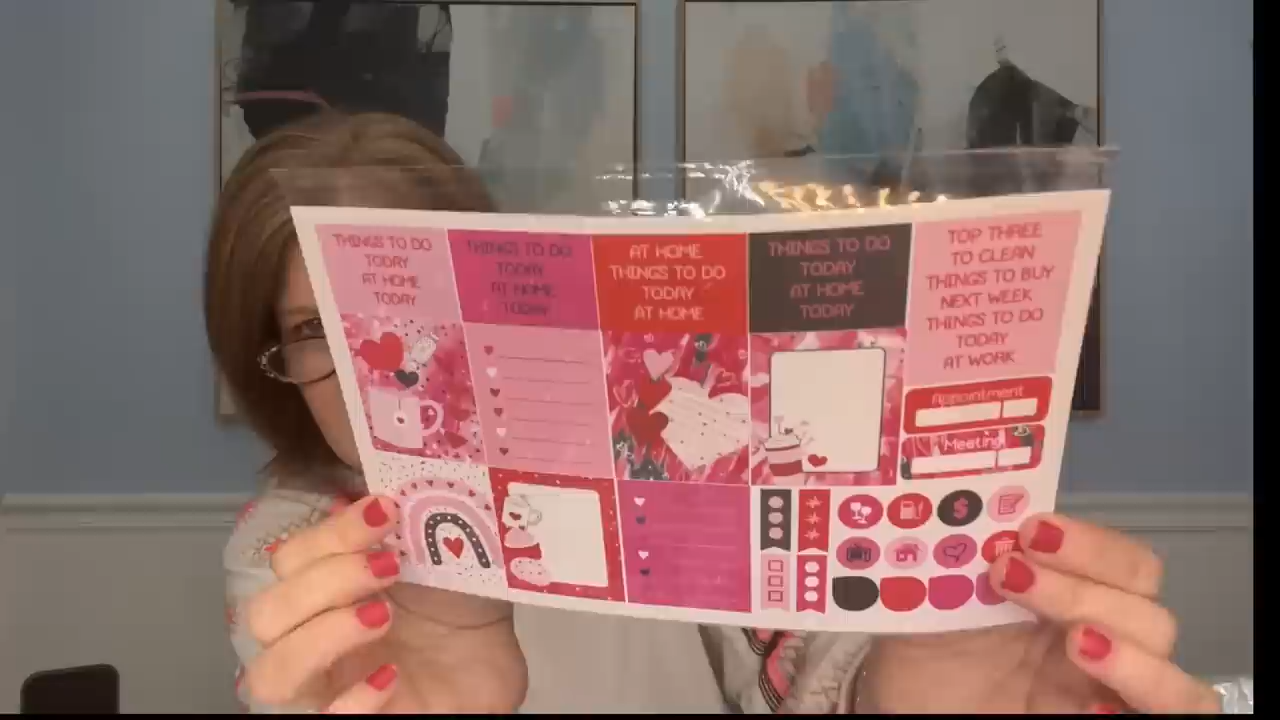 THINGS TO DO
TODAY
AT HOME
TODAY
THINGS TO DO
TODAY
AT HOME
TODAY
AT HOME
THINGS TO DO
TODAY
AT HOME
THINGS TO DO
TODAY
AT HOME
TODAY
TOP THREE
TO CLEAN
THINGS TO BUY
NEXT WEEK
THINGS TO DO
TODAY
AT WORK
Appointment
Meeting
$